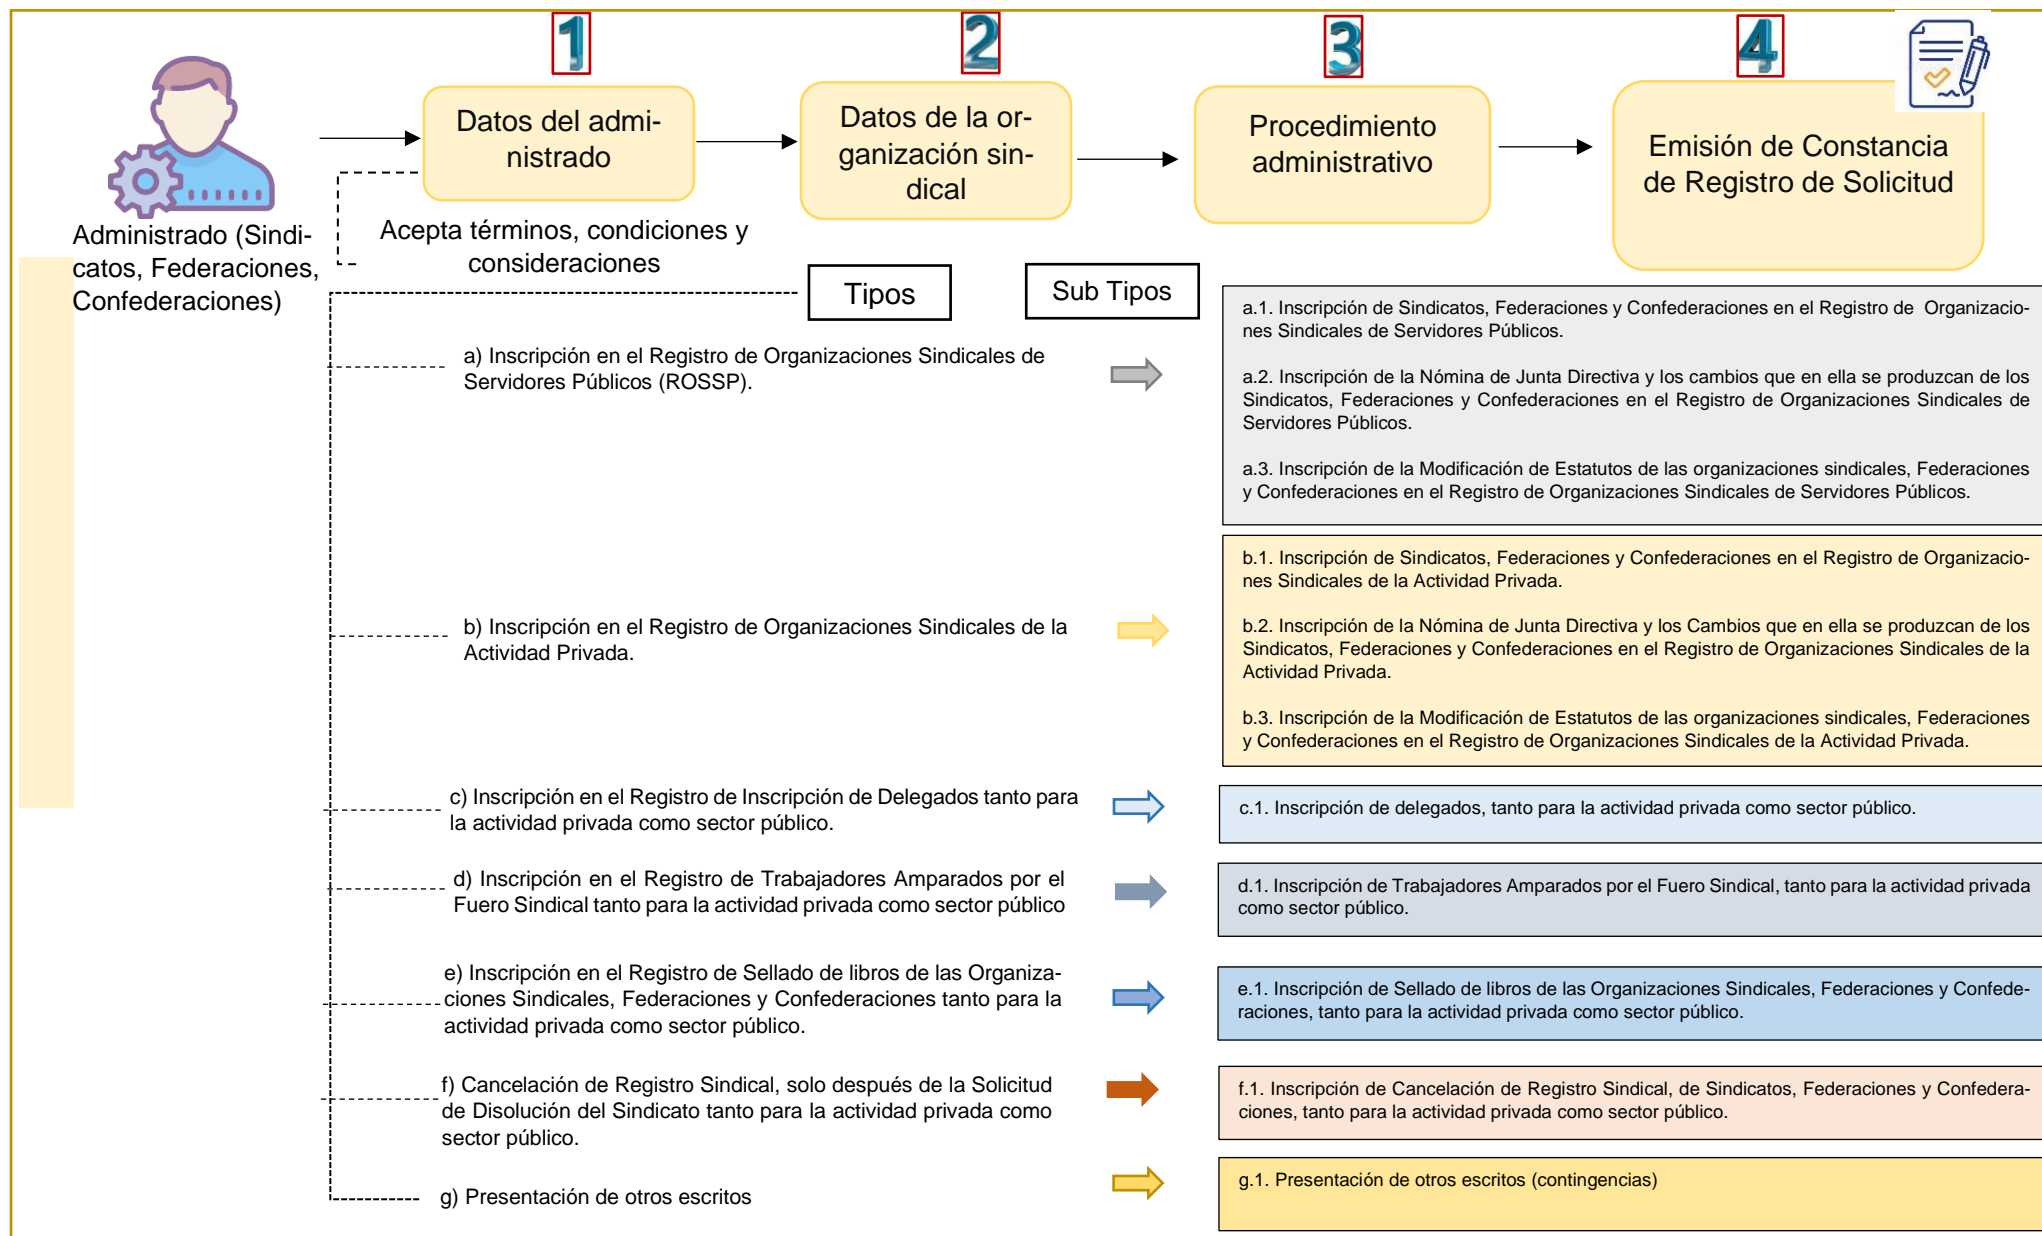 1
2
3
4
Datos del admi-
nistrado
Datos de la or-
ganización sin-
dical
Procedimiento
administrativo
Emisión de Constancia
de Registro de Solicitud
Administrado (Sindi-
catos, Federaciones,
Confederaciones)
Acepta términos, condiciones y
consideraciones
Tipos
Sub Tipos
a) Inscripción en el Registro de Organizaciones Sindicales de
Servidores Públicos (ROSSP).
a.1. Inscripción de Sindicatos, Federaciones y Confederaciones en el Registro de Organizacio-
nes Sindicales de Servidores Públicos.
a.2. Inscripción de la Nómina de Junta Directiva y los cambios que en ella se produzcan de los
Sindicatos, Federaciones y Confederaciones en el Registro de Organizaciones Sindicales de
Servidores Públicos.
a.3. Inscripción de la Modificación de Estatutos de las organizaciones sindicales, Federaciones
y Confederaciones en el Registro de Organizaciones Sindicales de Servidores Públicos.
b) Inscripción en el Registro de Organizaciones Sindicales de la
Actividad Privada.
b.1. Inscripción de Sindicatos, Federaciones y Confederaciones en el Registro de Organizacio-
nes Sindicales de la Actividad Privada.
b.2. Inscripción de la Nómina de Junta Directiva y los Cambios que en ella se produzcan de los
Sindicatos, Federaciones y Confederaciones en el Registro de Organizaciones Sindicales de la
Actividad Privada.
b.3. Inscripción de la Modificación de Estatutos de las organizaciones sindicales, Federaciones
y Confederaciones en el Registro de Organizaciones Sindicales de la Actividad Privada.
c) Inscripción en el Registro de Inscripción de Delegados tanto para
la actividad privada como sector público.
c.1. Inscripción de delegados, tanto para la actividad privada como sector público.
d) Inscripción en el Registro de Trabajadores Amparados por el
Fuero Sindical tanto para la actividad privada como sector público
d.1. Inscripción de Trabajadores Amparados por el Fuero Sindical, tanto para la actividad privada
como sector público.
e) Inscripción en el Registro de Sellado de libros de las Organiza-
ciones Sindicales, Federaciones y Confederaciones tanto para la
actividad privada como sector público.
e.1. Inscripción de Sellado de libros de las Organizaciones Sindicales, Federaciones y Confede-
raciones, tanto para la actividad privada como sector público.
f) Cancelación de Registro Sindical, solo después de la Solicitud
de Disolución del Sindicato tanto para la actividad privada como
sector público.
f.1. Inscripción de Cancelación de Registro Sindical, de Sindicatos, Federaciones y Confedera-
ciones, tanto para la actividad privada como sector público.
g) Presentación de otros escritos
g.1. Presentación de otros escritos (contingencias)